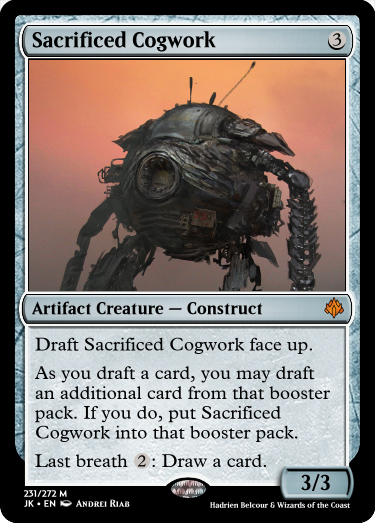 Sacrificed Cogwork 3
Artifact Creature — Construct
Draft Sacrificed Cogwork face up.
As you draft a card, you may draft
an additional card from that booster
pack. If you do, put Sacrificed
Cogwork into that booster pack.
Last breath 2: Draw a card.
3/3
231/272 M
JK • EN Andrei Riab
Hadrien Belcour & Wizards of the Coast